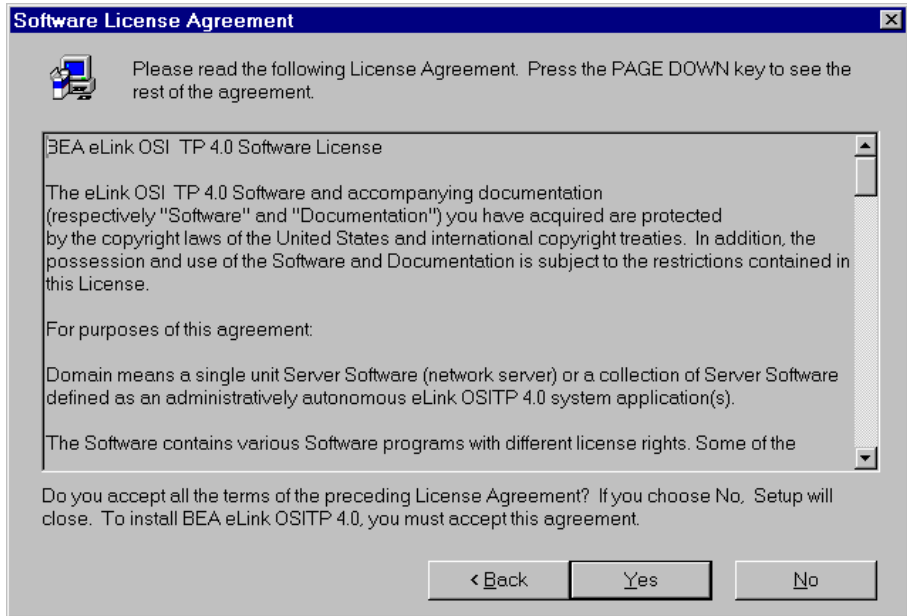 Software License Agreement
Please read the following License Agreement. Press the PAGE DOWN key to see the
rest of the agreement.
BEA eLink OSI TP 4.0 Software License
The eLink OSI TP 4.0 Software and accompanying documentation
(respectively "Software" and "Documentation") you have acquired are protected
by the copyright laws of the United States and international copyright treaties. In addition, the
possession and use of the Software and Documentation is subject to the restrictions contained in
this License.
For purposes of this agreement:
Domain means a single unit Server Software (network server) or a collection of Server Software
defined as an administratively autonomous eLink OSITP 4.0 system application(s).
The Software contains various Software programs with different license rights. Some of the
Do you accept all the terms of the preceding License Agreement? If you choose No, Setup will
close. To install BEA eLink OSITP 4.0, you must accept this agreement.
< Back Yes No